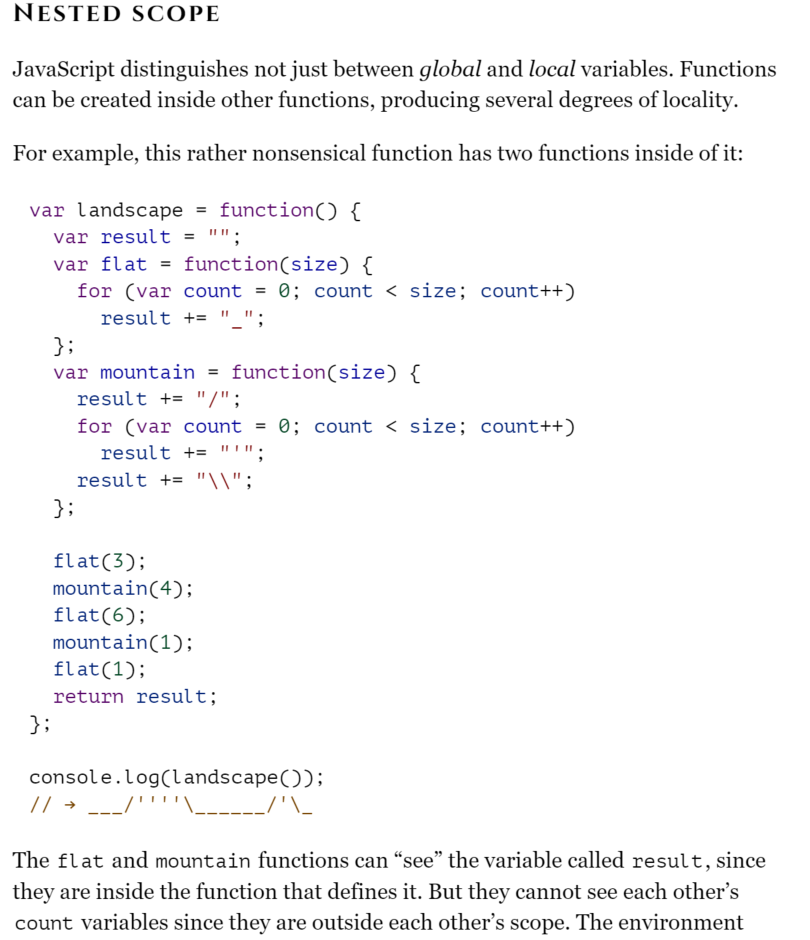 NESTED SCOPE
JavaScript distinguishes not just between global and local variables. Functions
can be created inside other functions, producing several degrees of locality.
For example, this rather nonsensical function has two functions inside of it:
var landscape = function() {
  var result = "";
  var flat = function(size) {
    for (var count = 0; count < size; count++)
      result += "_";
  };
  var mountain = function(size) {
    result += "/";
    for (var count = 0; count < size; count++)
      result += "'";
    result += "\\";
  };
  flat(3);
  mountain(4);
  flat(6);
  mountain(1);
  flat(1);
  return result;
};
console.log(landscape());
// → ___/''''\______/'\_
The flat and mountain functions can “see” the variable called result, since
they are inside the function that defines it. But they cannot see each other’s
count variables since they are outside each other’s scope. The environment